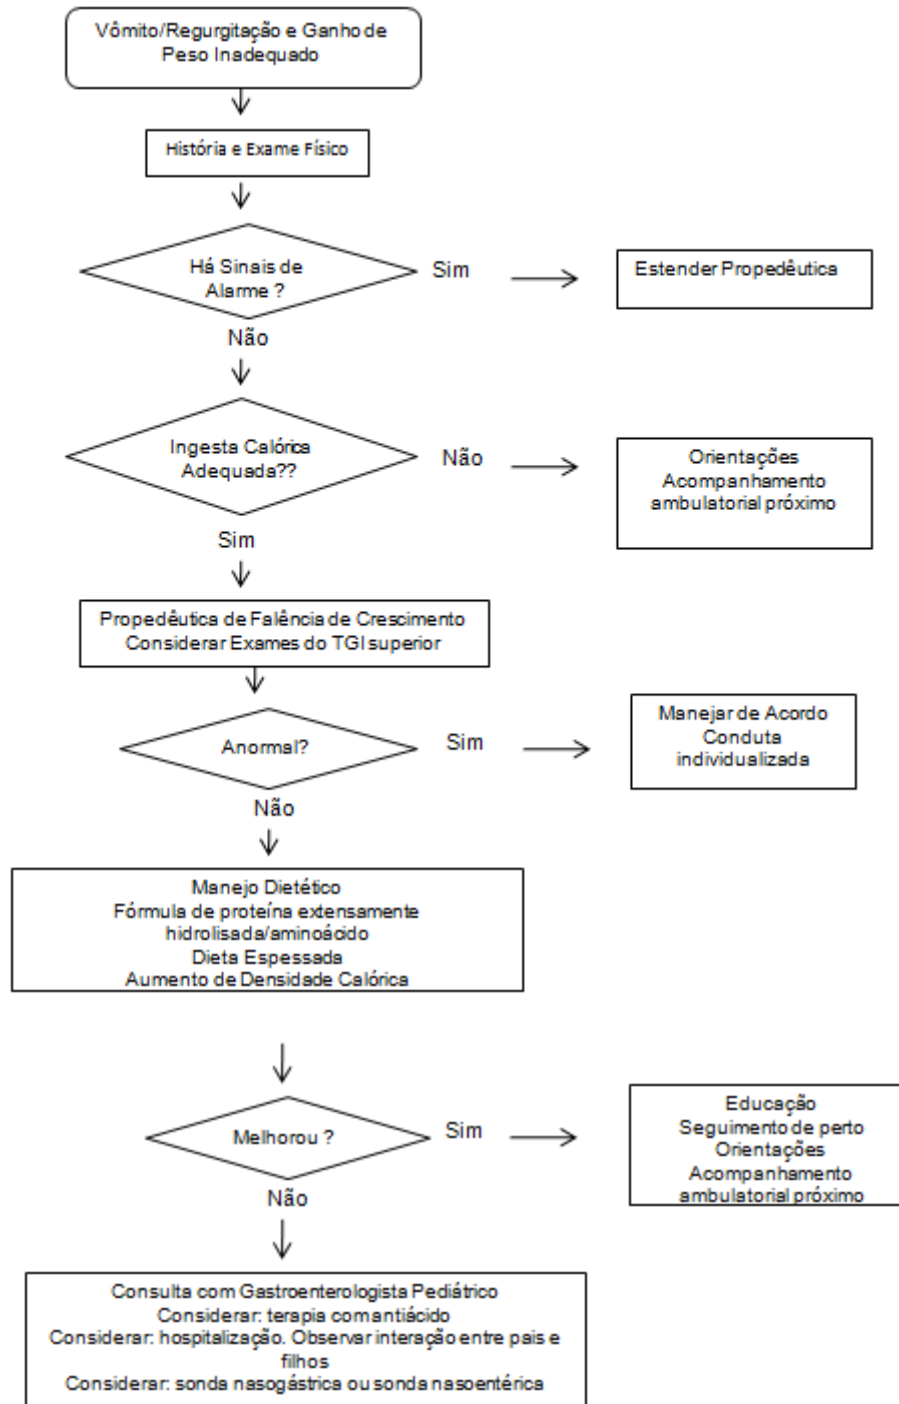 Vômito/Regurgitação e Ganho de
Peso Inadequado
História e Exame Físico
Há Sinais de
Alarme ?
Sim
Estender Propedêutica
Não
Ingesta Calórica
Adequada??
Não
Orientações
Acompanhamento
ambulatorial próximo
Sim
Propedêutica de Falência de Crescimento
Considerar Exames do TGI superior
Anormal?
Sim
Manejar de Acordo
Conduta
individualizada
Não
Manejo Dietético
Fórmula de proteína extensamente
hidrolisada/aminoácido
Dieta Espessada
Aumento de Densidade Calórica
Melhorou ?
Sim
Educação
Seguimento de perto
Orientações
Acompanhamento
ambulatorial próximo
Não
Consulta com Gastroenterologista Pediátrico
Considerar: terapia com antiácido
Considerar: hospitalização. Observar interação entre pais e
filhos
Considerar: sonda nasogástrica ou sonda nasoentérica